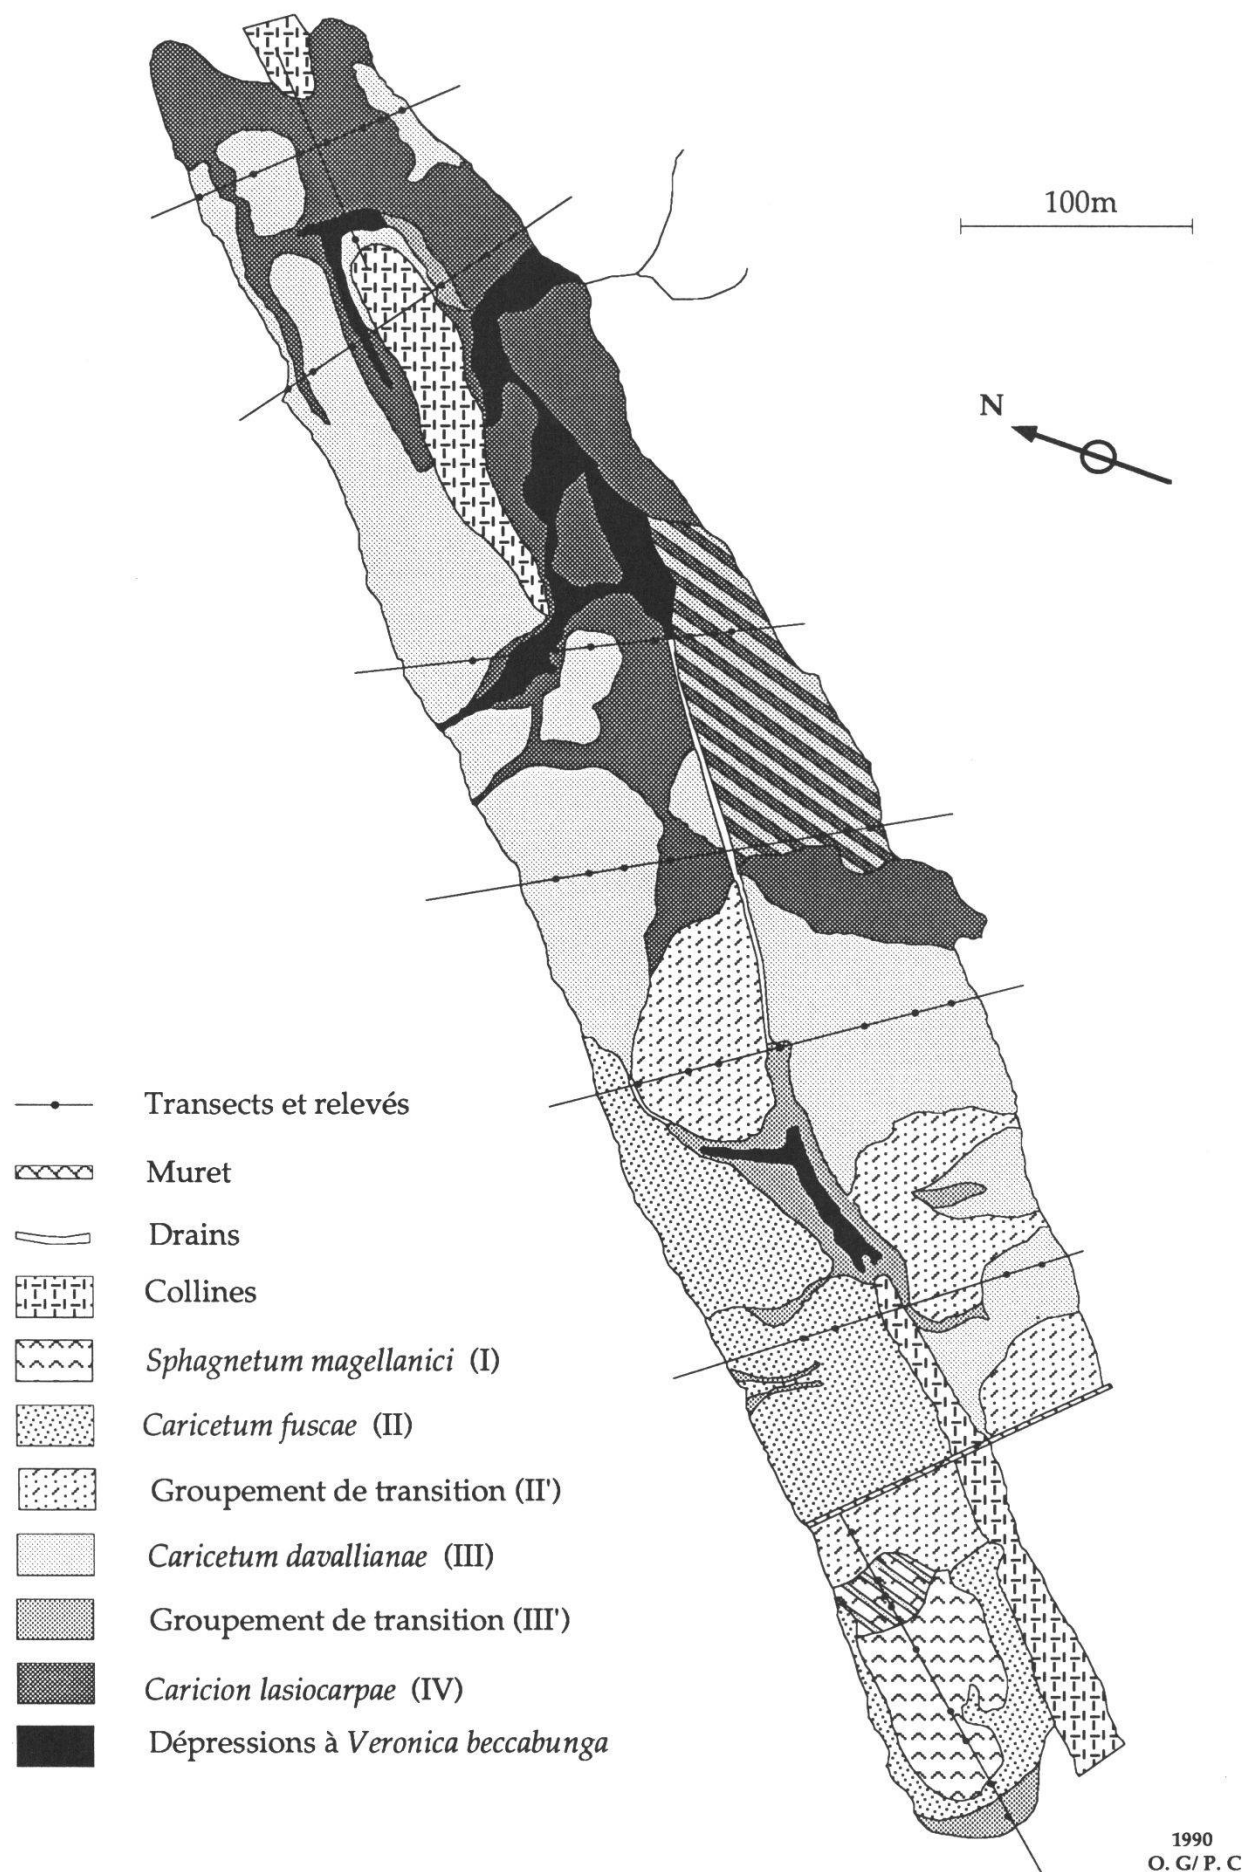 100m
N
Transects et relevés
Muret
Drains
Collines
Sphagnetum magellanici (I)
Caricetum fuscae (II)
Groupement de transition (II')
Caricetum davallianae (III)
Groupement de transition (III')
Caricion lasiocarpae (IV)
Dépressions à Veronica beccabunga
1990
O. G/ P. C